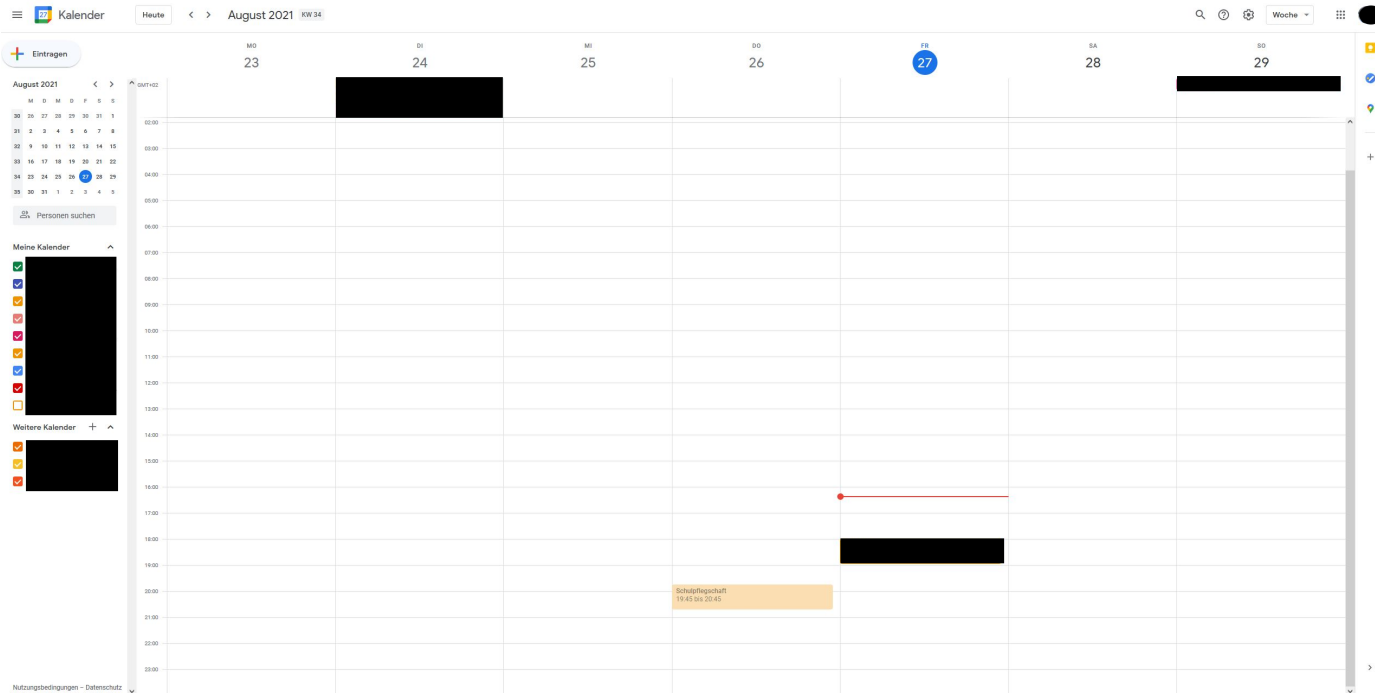 27 Kalender Heute August 2021 KW 34 Woche
Eintragen
MO DI MI DO FR SA SO
23 24 25 26 27 28 29
August 2021
GMT+02
M D M D F S S
30 26 27 28 29 30 31 1
31 2 3 4 5 6 7 8
32 9 10 11 12 13 14 15
33 16 17 18 19 20 21 22
34 23 24 25 26 27 28 29
35 30 31 1 2 3 4 5
Personen suchen
Meine Kalender
Weitere Kalender
02:00
03:00
04:00
05:00
06:00
07:00
08:00
09:00
10:00
11:00
12:00
13:00
14:00
15:00
16:00
17:00
18:00
19:00
20:00
21:00
22:00
23:00
Schulpflegschaft
19:45 bis 20:45
Nutzungsbedingungen – Datenschutz